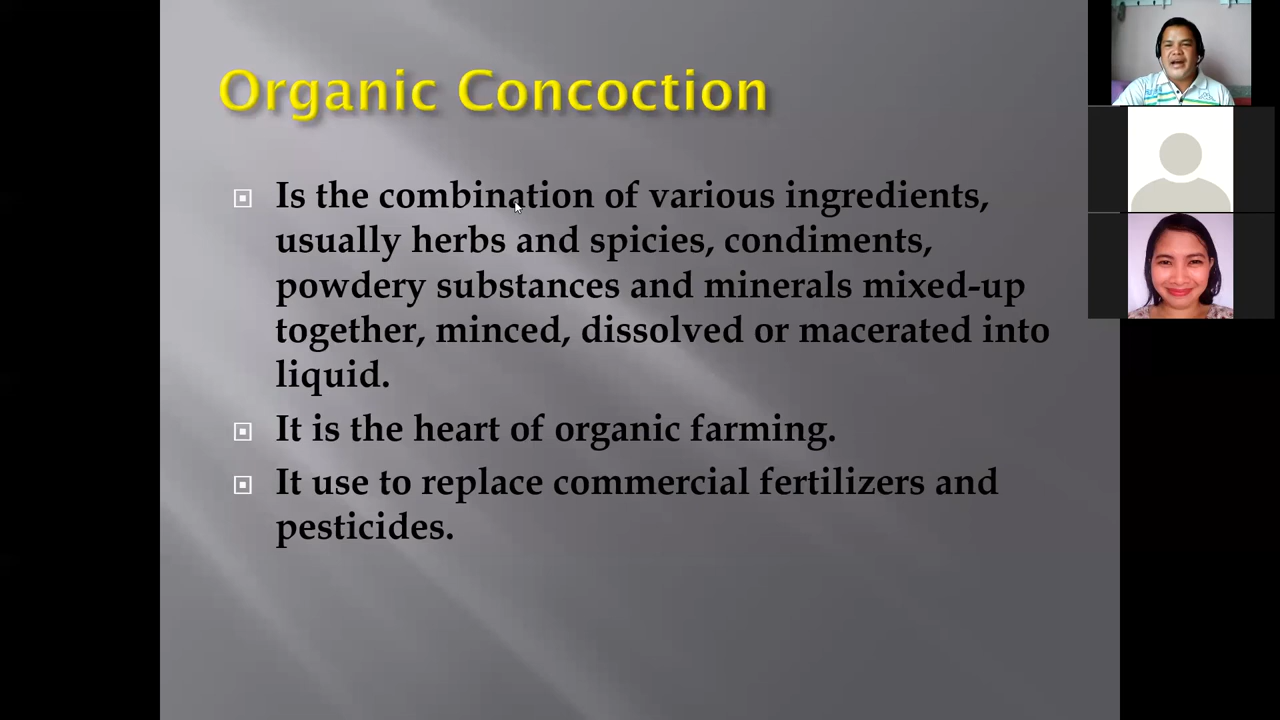 Organic Concoction
Is the combination of various ingredients,
usually herbs and spicies, condiments,
powdery substances and minerals mixed-up
together, minced, dissolved or macerated into
liquid.
It is the heart of organic farming.
It use to replace commercial fertilizers and
pesticides.